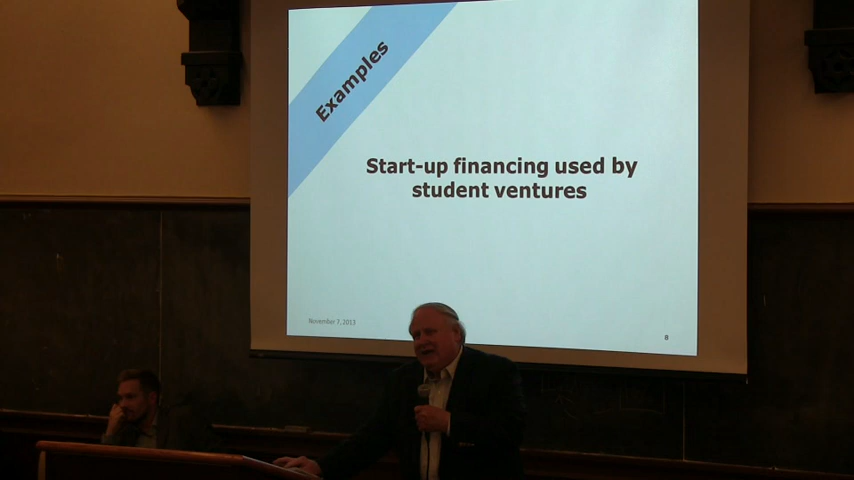 Examples
Start-up financing used by
student ventures
November 7, 2013
8